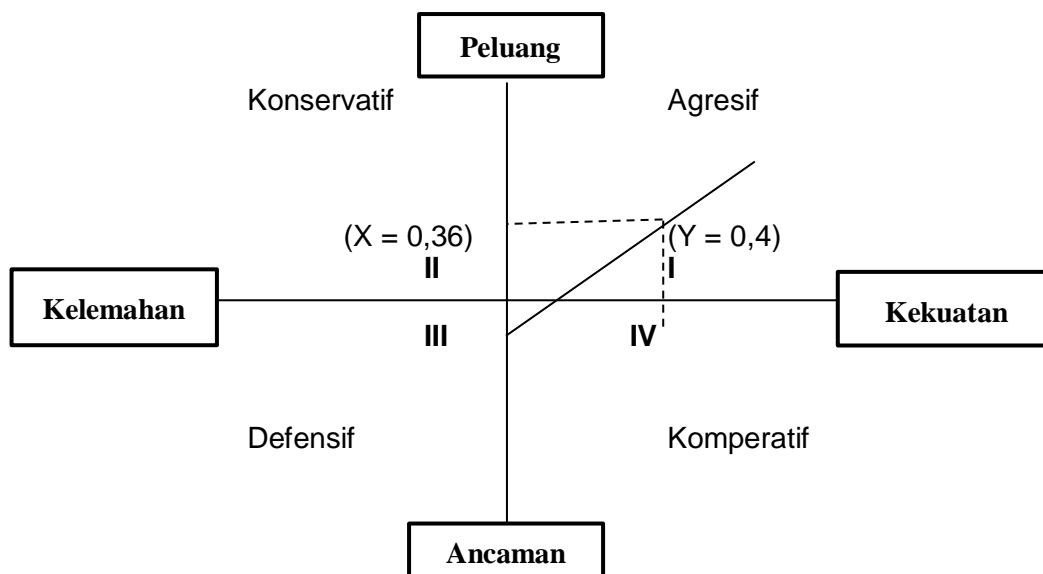 Peluang
Konservatif
Agresif
(X = 0,36)
(Y = 0,4)
II
I
Kelemahan
Kekuatan
III
IV
Defensif
Komperatif
Ancaman